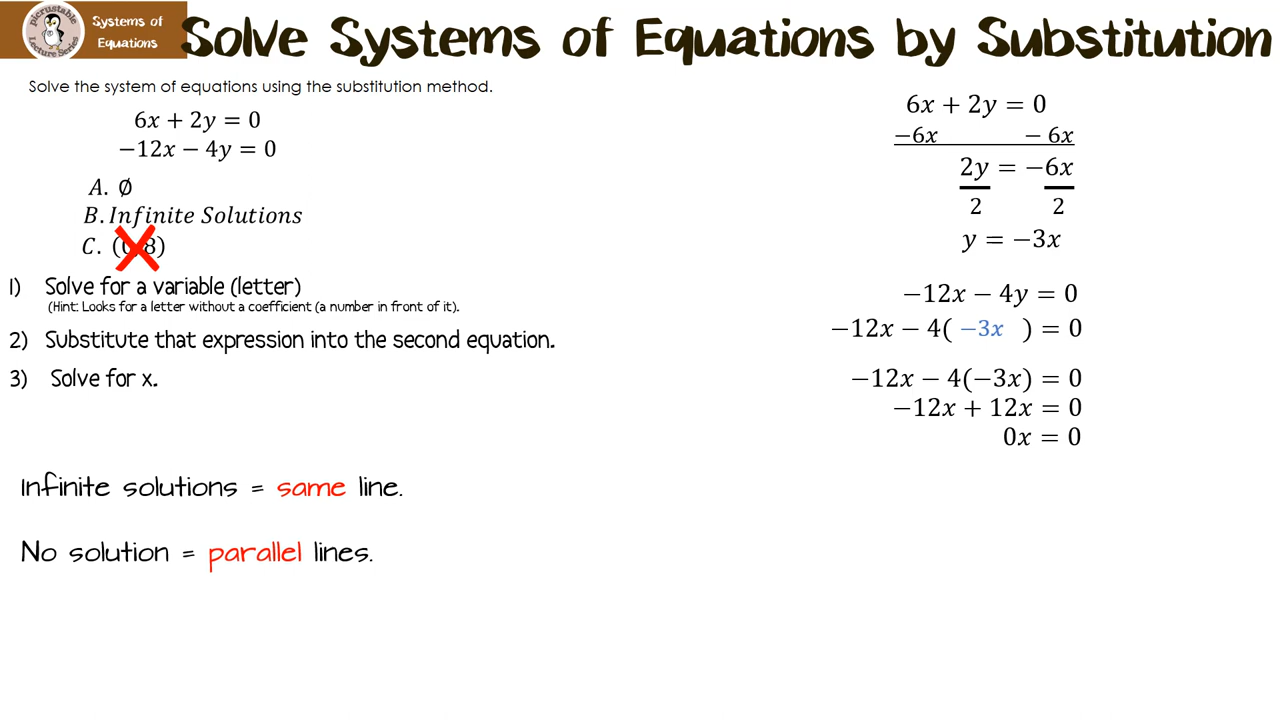 picrustable
Lecture Series
Systems of
Equations
Solve Systems of Equations by Substitution
Solve the system of equations using the substitution method.
6x + 2y = 0
−12x − 4y = 0
A. ∅
B. Infinite Solutions
C. ( 8)
1) Solve for a variable (letter)
(Hint: Looks for a letter without a coefficient (a number in front of it).
2) Substitute that expression into the second equation.
3) Solve for x.
Infinite solutions = same line.
No solution = parallel lines.
6x + 2y = 0
−6x − 6x
2y = −6x
2 2
y = −3x
−12x − 4y = 0
−12x − 4( −3x ) = 0
−12x − 4(−3x) = 0
−12x + 12x = 0
0x = 0